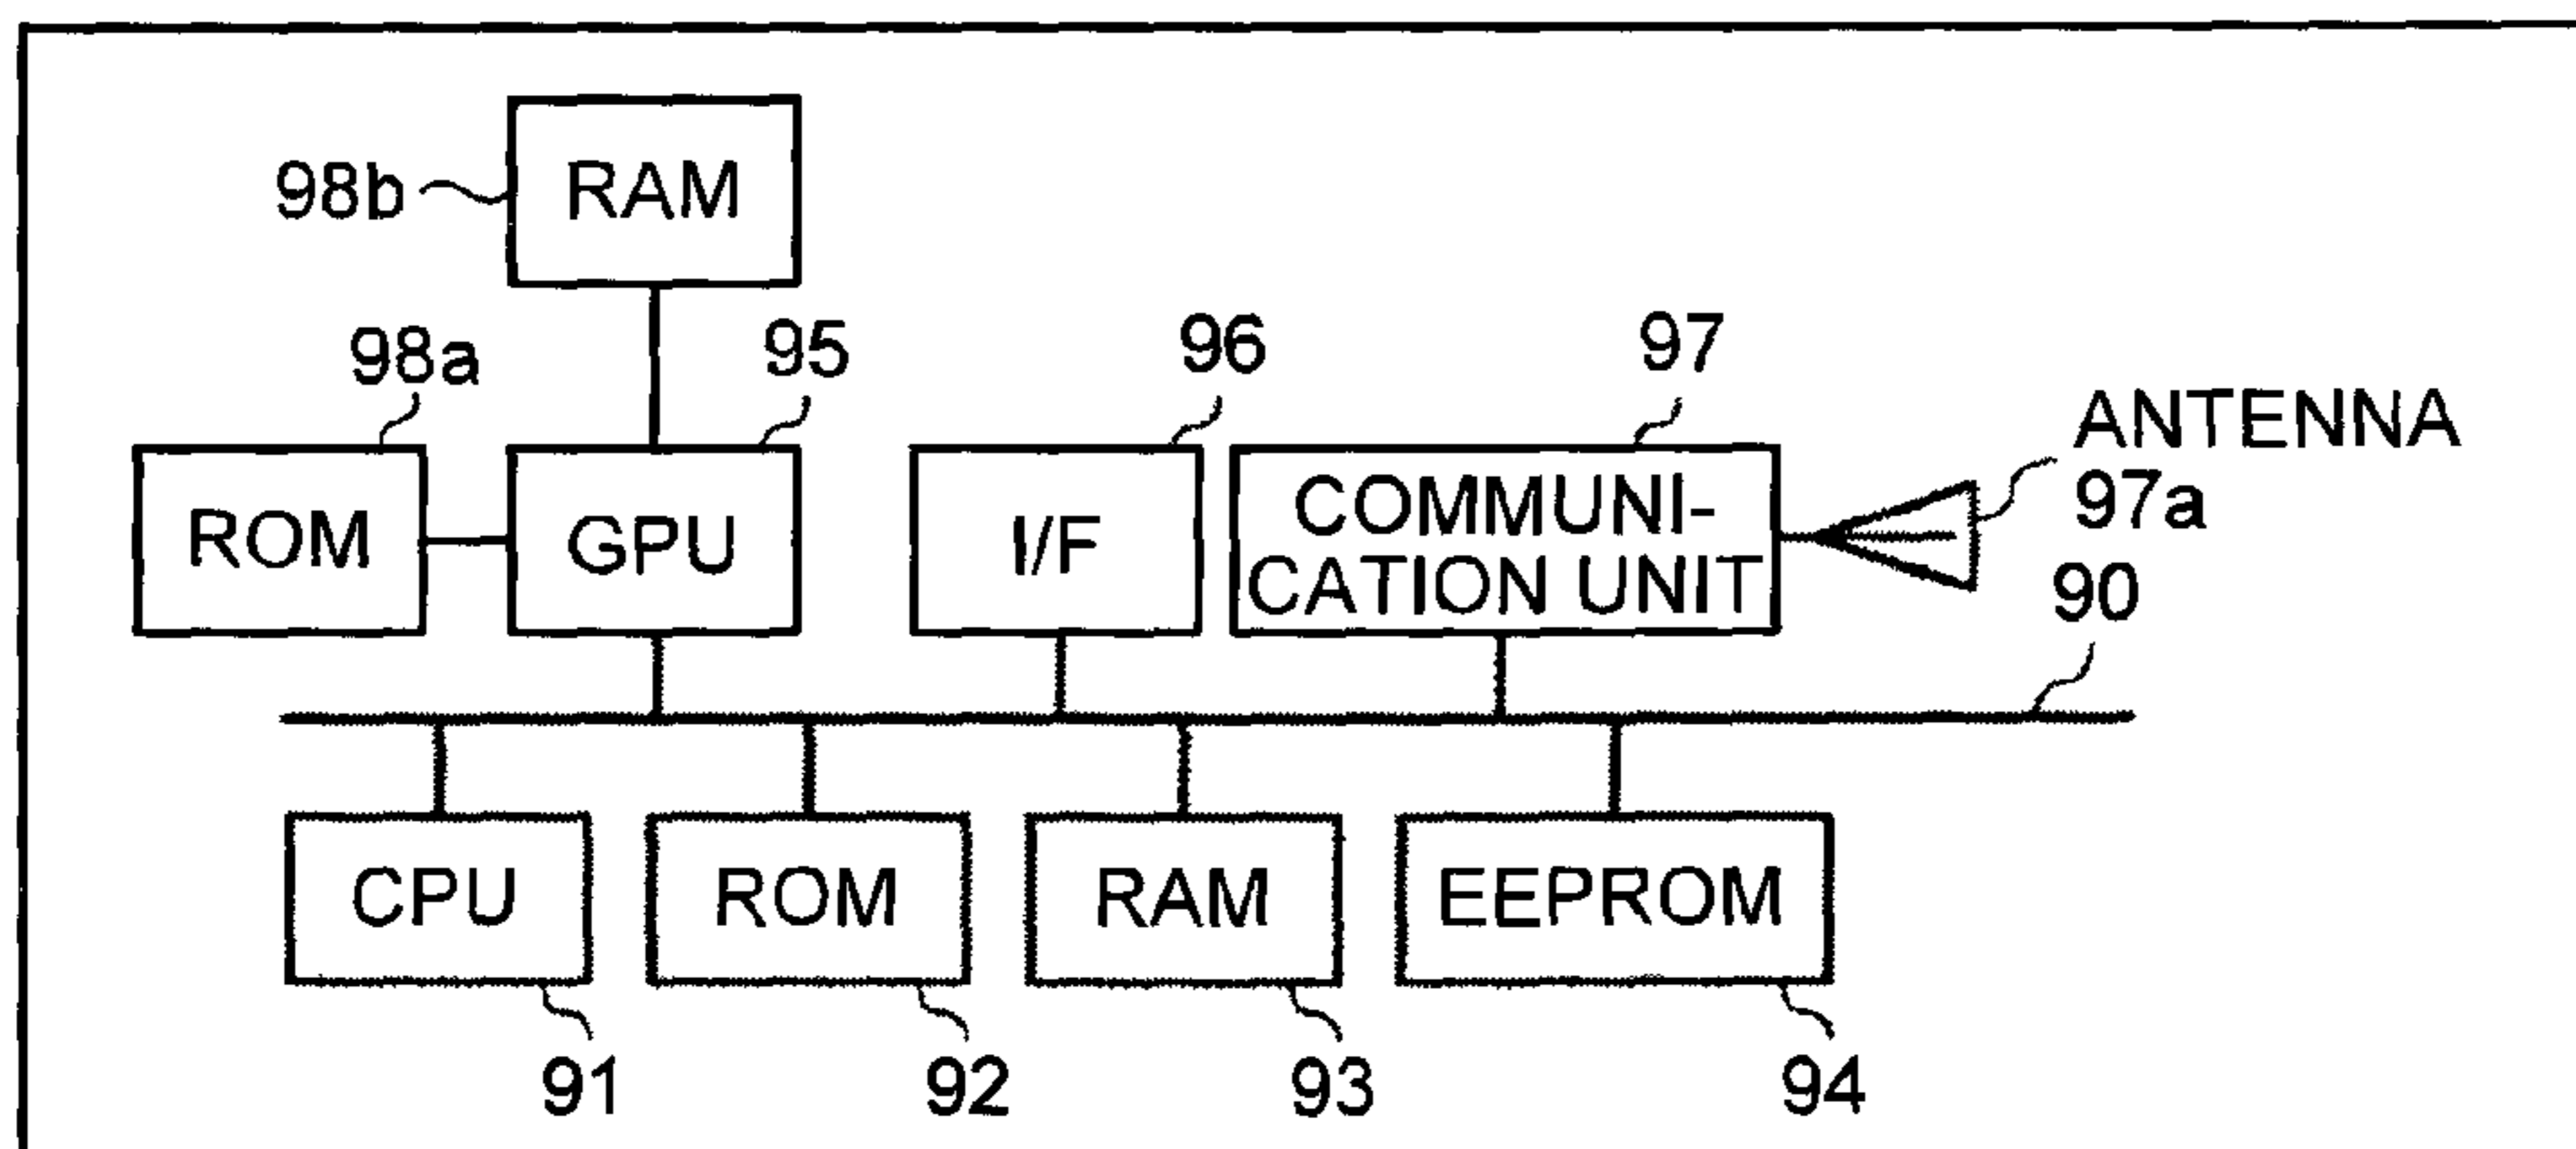 98b
RAM
98a
95
96
97
ROM
GPU
I/F
COMMUNI-
CATION UNIT
ANTENNA
97a
90
CPU
ROM
RAM
EEPROM
91
92
93
94